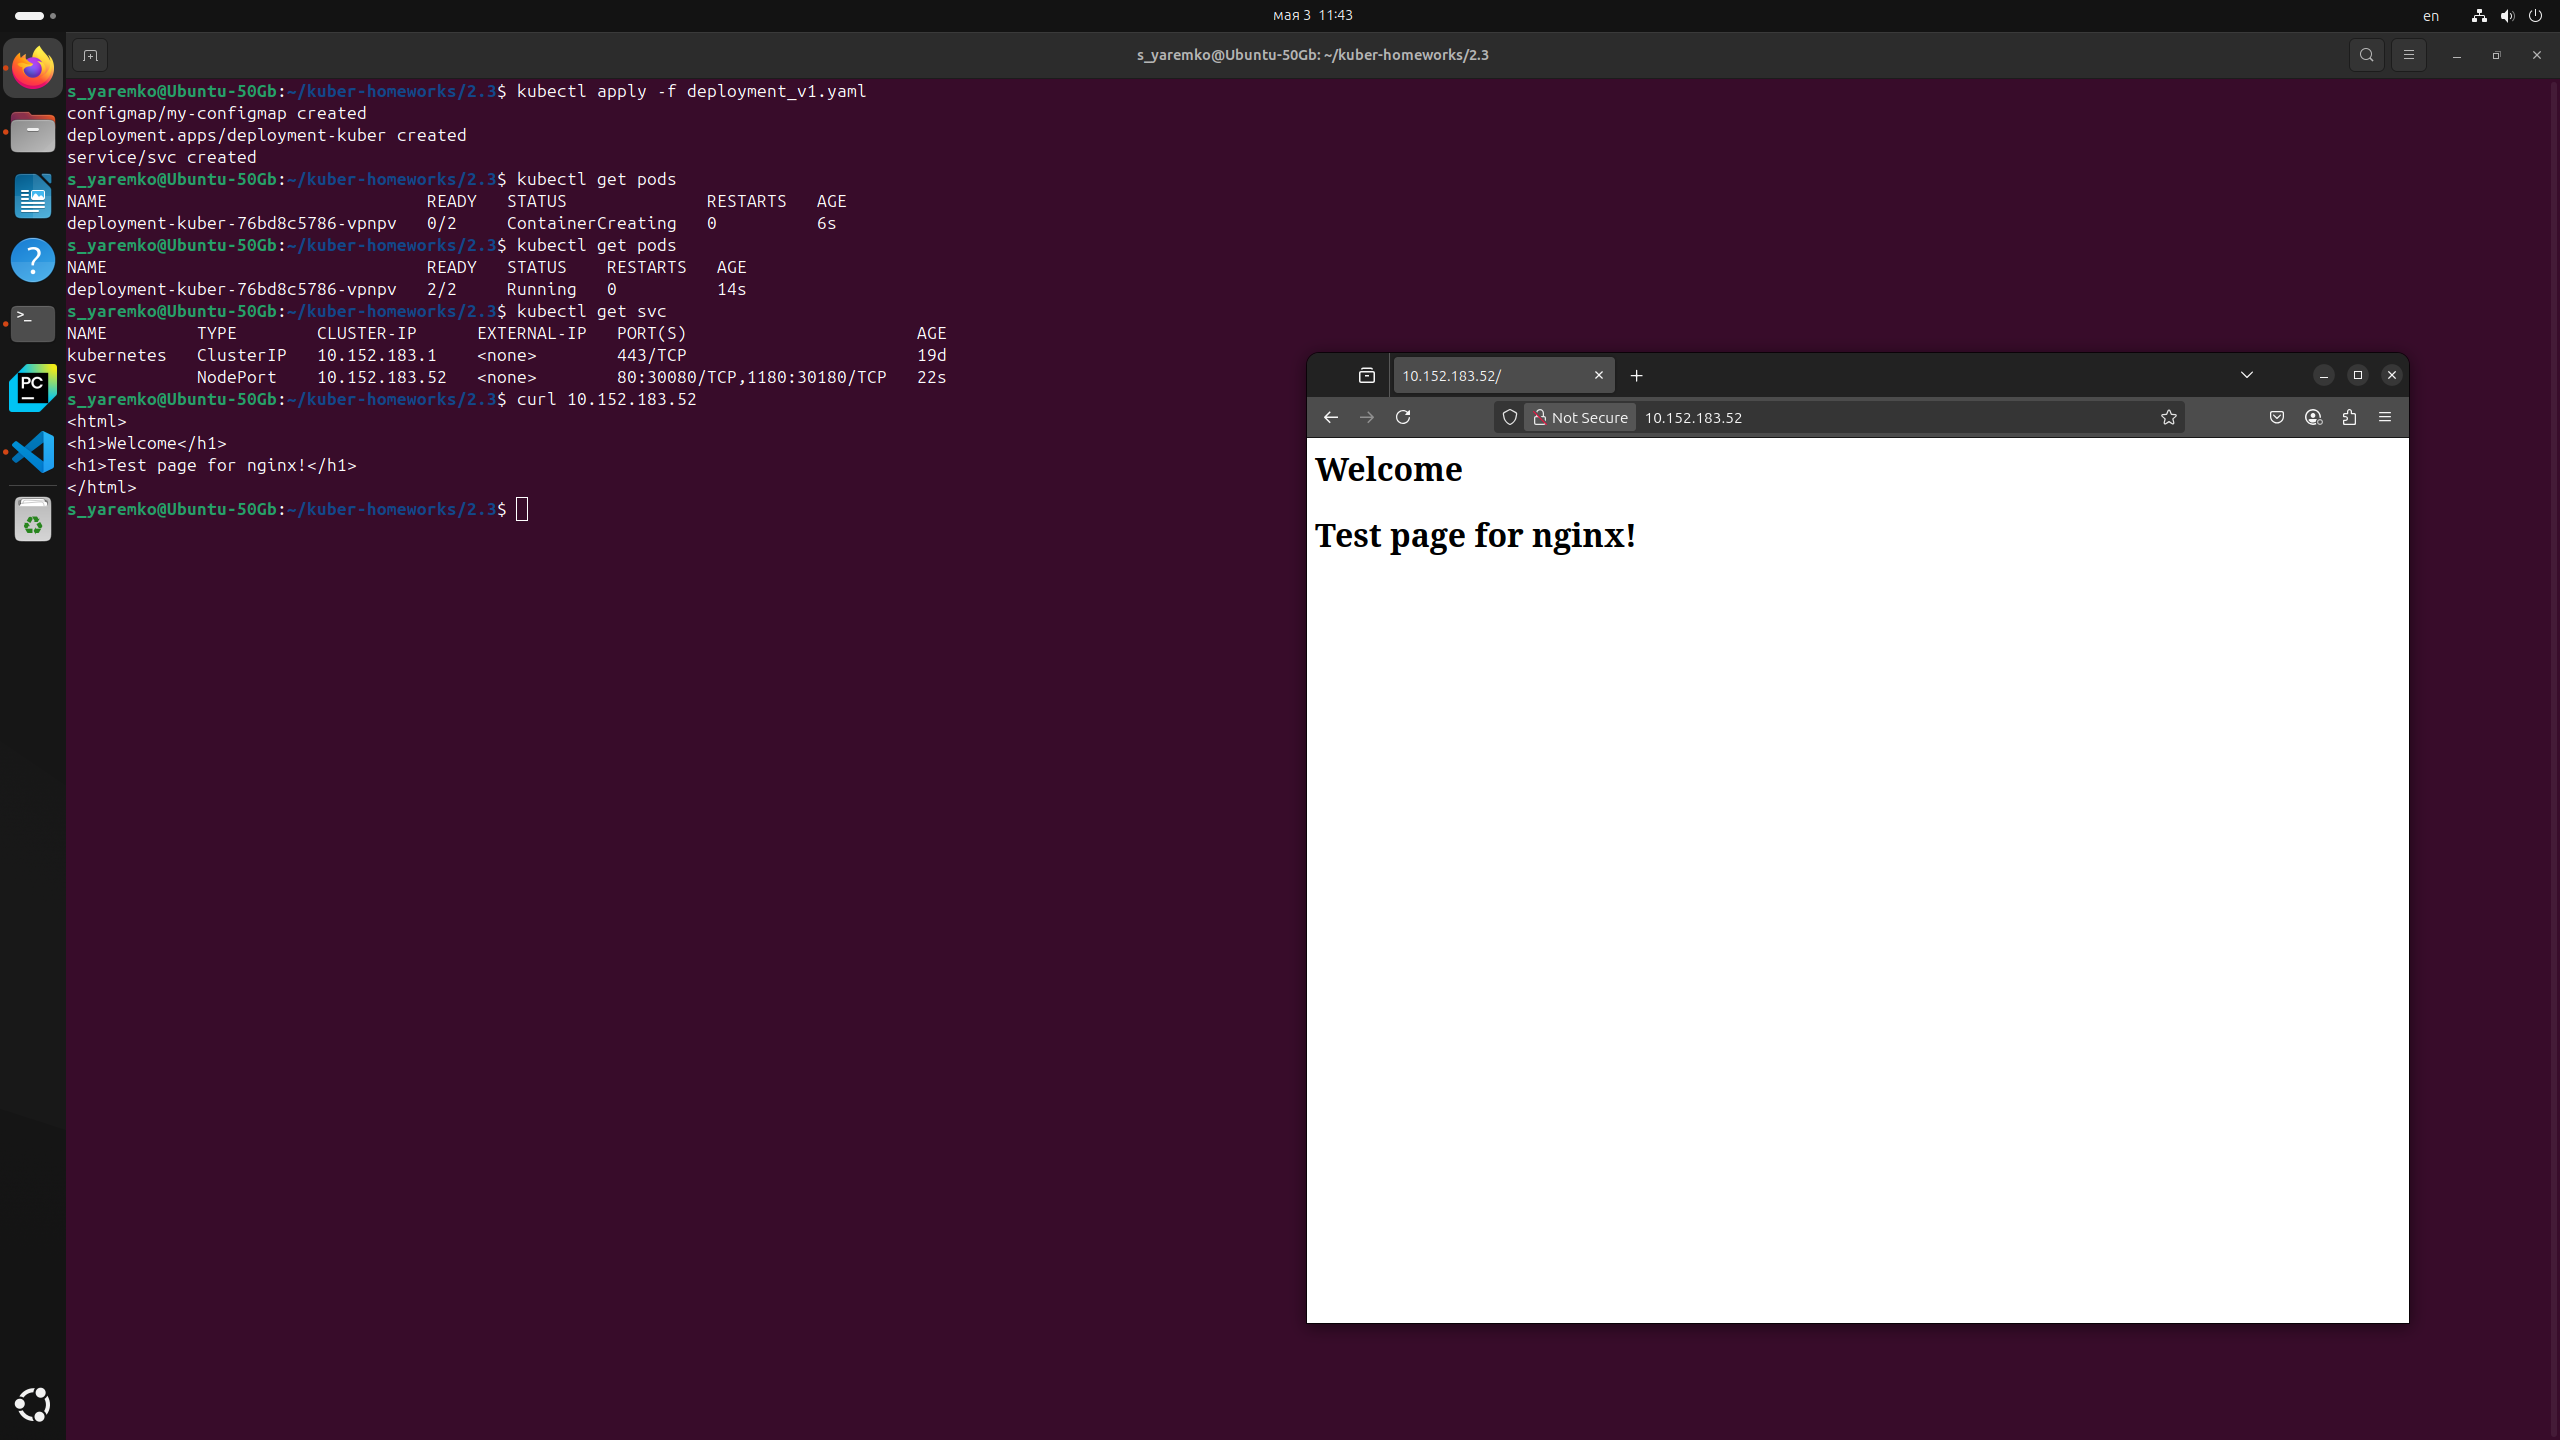 мая 3 11:43
en
s_yaremko@Ubuntu-50Gb: ~/kuber-homeworks/2.3
s_yaremko@Ubuntu-50Gb:~/kuber-homeworks/2.3$ kubectl apply -f deployment_v1.yaml
configmap/my-configmap created
deployment.apps/deployment-kuber created
service/svc created
s_yaremko@Ubuntu-50Gb:~/kuber-homeworks/2.3$ kubectl get pods
NAME READY STATUS RESTARTS AGE
deployment-kuber-76bd8c5786-vpnpv 0/2 ContainerCreating 0 6s
s_yaremko@Ubuntu-50Gb:~/kuber-homeworks/2.3$ kubectl get pods
NAME READY STATUS RESTARTS AGE
deployment-kuber-76bd8c5786-vpnpv 2/2 Running 0 14s
s_yaremko@Ubuntu-50Gb:~/kuber-homeworks/2.3$ kubectl get svc
NAME TYPE CLUSTER-IP EXTERNAL-IP PORT(S) AGE
kubernetes ClusterIP 10.152.183.1 <none> 443/TCP 19d
svc NodePort 10.152.183.52 <none> 80:30080/TCP,1180:30180/TCP 22s
s_yaremko@Ubuntu-50Gb:~/kuber-homeworks/2.3$ curl 10.152.183.52
<html>
<h1>Welcome</h1>
<h1>Test page for nginx!</h1>
</html>
s_yaremko@Ubuntu-50Gb:~/kuber-homeworks/2.3$
PC
10.152.183.52/
Not Secure 10.152.183.52
Welcome
Test page for nginx!